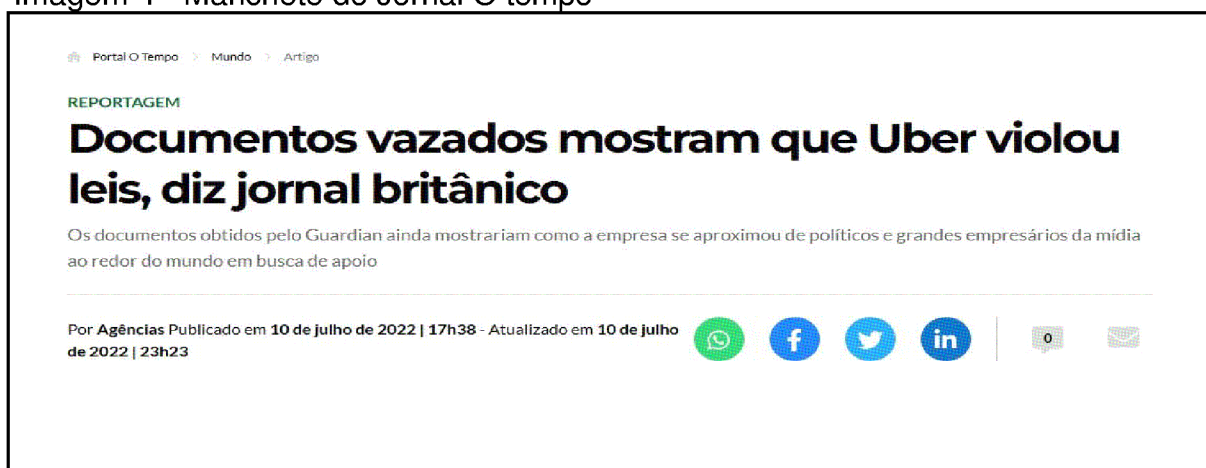 Imagem 1 - Manchete do Jornal O tempo
Portal O Tempo > Mundo > Artigo
REPORTAGEM
Documentos vazados mostram que Uber violou
leis, diz jornal britânico
Os documentos obtidos pelo Guardian ainda mostrariam como a empresa se aproximou de políticos e grandes empresários da mídia
ao redor do mundo em busca de apoio
Por Agências Publicado em 10 de julho de 2022 | 17h38 - Atualizado em 10 de julho
de 2022 | 23h23
in
0